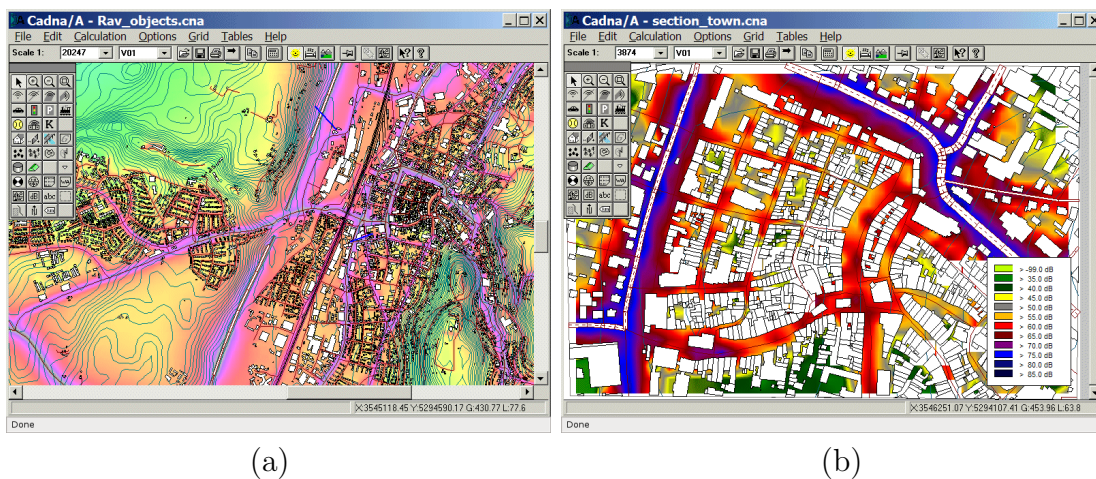 Cadna/A - Rav_objects.cna
File Edit Calculation Options Grid Tables Help
Scale 1: 20247 V01
P
K
abc
X:3545118.45 Y:5294590.17 G:430.77 L:77.6
Done
(a)
Cadna/A - section_town.cna
File Edit Calculation Options Grid Tables Help
Scale 1: 3874 V01
P
K
abc
> -99.0 dB
> 35.0 dB
> 40.0 dB
> 45.0 dB
> 50.0 dB
> 55.0 dB
> 60.0 dB
> 65.0 dB
> 70.0 dB
> 75.0 dB
> 80.0 dB
> 85.0 dB
X:3546251.07 Y:5294107.41 G:453.96 L:63.8
Done
(b)